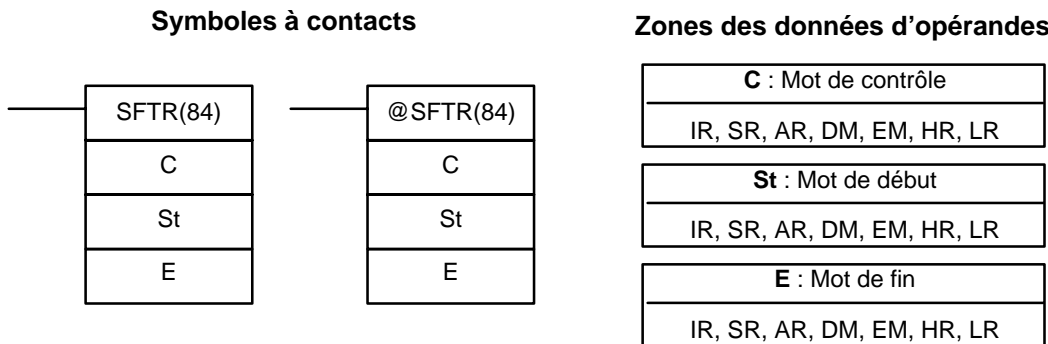 Symboles à contacts
SFTR(84)
C
St
E
@SFTR(84)
C
St
E
Zones des données d’opérandes
C : Mot de contrôle
IR, SR, AR, DM, EM, HR, LR
St : Mot de début
IR, SR, AR, DM, EM, HR, LR
E : Mot de fin
IR, SR, AR, DM, EM, HR, LR